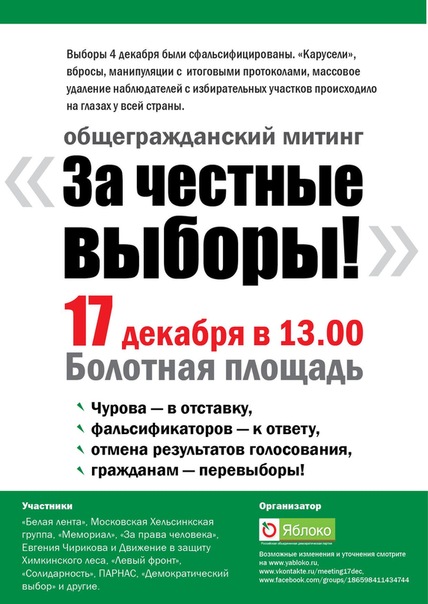 Выборы 4 декабря были сфальсифицированы. «Карусели»,
вбросы, манипуляции с итоговыми протоколами, массовое
удаление наблюдателей с избирательных участков происходило
на глазах у всей страны.
общегражданский митинг
«За честные
выборы!»
17 декабря в 13.00
Болотная площадь
Чурова — в отставку,
фальсификаторов — к ответу,
отмена результатов голосования,
гражданам — перевыборы!
Участники
«Белая лента», Московская Хельсинкская
группа, «Мемориал», «За права человека»,
Евгения Чирикова и Движение в защиту
Химкинского леса, «Левый фронт»,
«Солидарность», ПАРНАС, «Демократический
выбор» и другие.
Организатор
Яблоко
Российская объединенная демократическая партия
Возможные изменения и уточнения смотрите
на www.yabloko.ru,
www.vkontakte.ru/meeting17dec,
www.facebook.com/groups/186598411434744